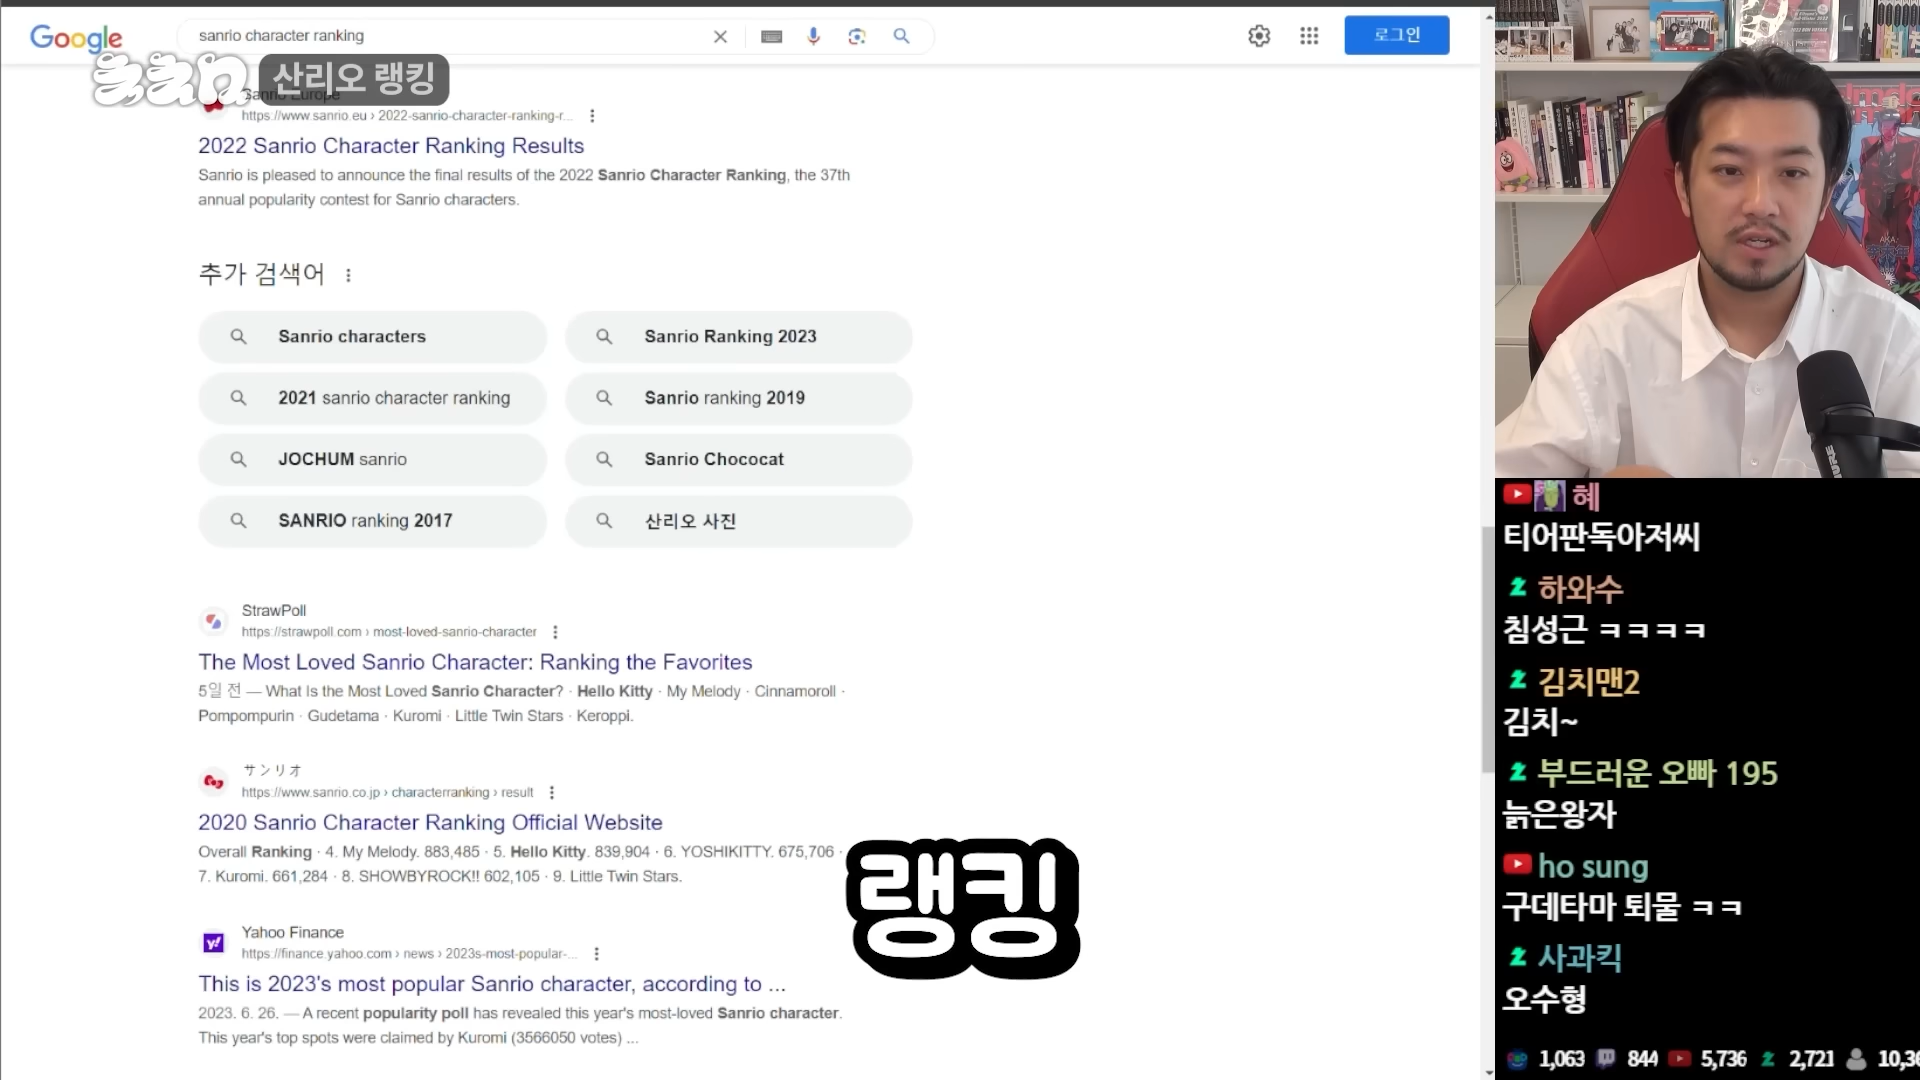 Google
sanrio character ranking
로그인
산리오 랭킹
Sanrio Europe
https://www.sanrio.eu › 2022-sanrio-character-ranking-r...
2022 Sanrio Character Ranking Results
Sanrio is pleased to announce the final results of the 2022 Sanrio Character Ranking, the 37th
annual popularity contest for Sanrio characters.
추가 검색어
Sanrio characters
Sanrio Ranking 2023
2021 sanrio character ranking
Sanrio ranking 2019
JOCHUM sanrio
Sanrio Chococat
SANRIO ranking 2017
산리오 사진
StrawPoll
https://strawpoll.com › most-loved-sanrio-character
The Most Loved Sanrio Character: Ranking the Favorites
5일 전 — What Is the Most Loved Sanrio Character? · Hello Kitty · My Melody · Cinnamoroll ·
Pompompurin · Gudetama · Kuromi · Little Twin Stars · Keroppi.
サンリオ
https://www.sanrio.co.jp › characterranking › result
2020 Sanrio Character Ranking Official Website
Overall Ranking · 4. My Melody. 883,485 · 5. Hello Kitty. 839,904 · 6. YOSHIKITTY. 675,706 ·
7. Kuromi. 661,284 · 8. SHOWBYROCK!! 602,105 · 9. Little Twin Stars.
Yahoo Finance
https://finance.yahoo.com › news › 2023s-most-popular-...
This is 2023's most popular Sanrio character, according to ...
2023. 6. 26. — A recent popularity poll has revealed this year's most-loved Sanrio character.
This year's top spots were claimed by Kuromi (3566050 votes) ...
랭킹
SHURE
혜
티어판독아저씨
하와수
침성근 ㅋㅋㅋㅋ
김치맨2
김치~
부드러운 오빠 195
늙은왕자
ho sung
구데타마 퇴물 ㅋㅋ
사과킥
오수형
1,063 844 5,736 2,721 10,36